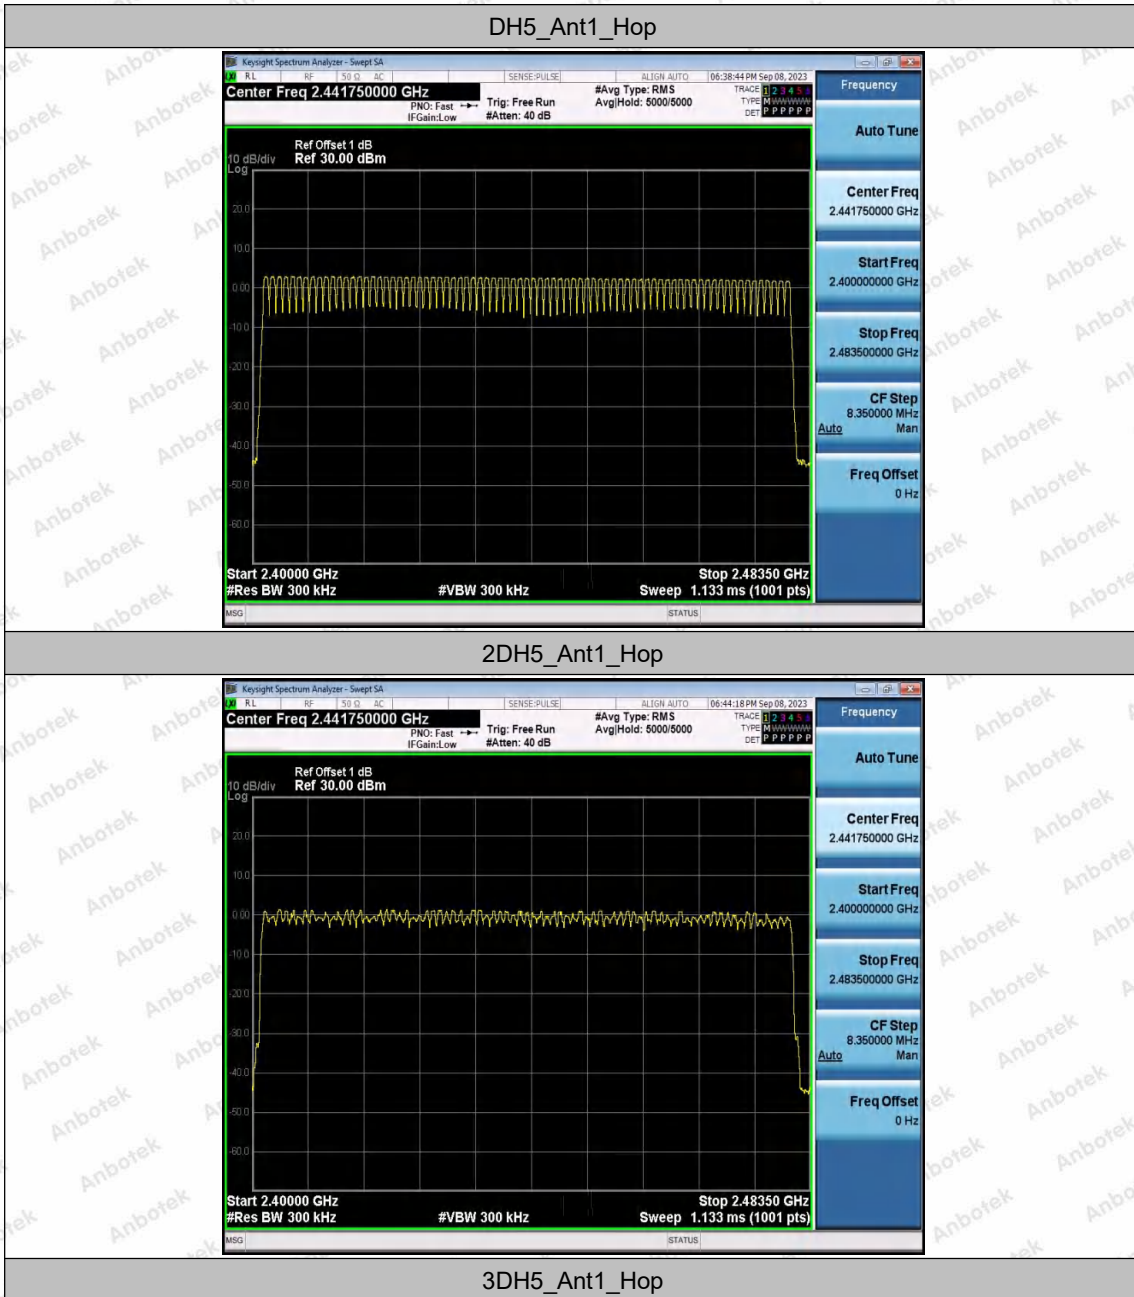 DH5_Ant1_Hop
Keysight Spectrum Analyzer - Swept SA
RL RF 50 Ω AC SENSE:PULSE ALIGN AUTO 06:38:44 PM Sep 08, 2023
Center Freq 2.441750000 GHz
PNO: Fast
IFGain:Low
Trig: Free Run
#Atten: 40 dB
#Avg Type: RMS
Avg|Hold: 5000/5000
TRACE 1 2 3 4 5 6
TYPE M WWWWW
DET P P P P P P
Frequency
Auto Tune
Center Freq
2.441750000 GHz
Start Freq
2.400000000 GHz
Stop Freq
2.483500000 GHz
CF Step
8.350000 MHz
Auto Man
Freq Offset
0 Hz
Ref Offset 1 dB
10 dB/div Ref 30.00 dBm
Log
20.0
10.0
0.00
-10.0
-20.0
-30.0
-40.0
-50.0
-60.0
Start 2.40000 GHz Stop 2.48350 GHz
#Res BW 300 kHz #VBW 300 kHz Sweep 1.133 ms (1001 pts)
MSG STATUS
2DH5_Ant1_Hop
Keysight Spectrum Analyzer - Swept SA
RL RF 50 Ω AC SENSE:PULSE ALIGN AUTO 06:44:18 PM Sep 08, 2023
Center Freq 2.441750000 GHz
PNO: Fast
IFGain:Low
Trig: Free Run
#Atten: 40 dB
#Avg Type: RMS
Avg|Hold: 5000/5000
TRACE 1 2 3 4 5 6
TYPE M WWWWW
DET P P P P P P
Frequency
Auto Tune
Center Freq
2.441750000 GHz
Start Freq
2.400000000 GHz
Stop Freq
2.483500000 GHz
CF Step
8.350000 MHz
Auto Man
Freq Offset
0 Hz
Ref Offset 1 dB
10 dB/div Ref 30.00 dBm
Log
20.0
10.0
0.00
-10.0
-20.0
-30.0
-40.0
-50.0
-60.0
Start 2.40000 GHz Stop 2.48350 GHz
#Res BW 300 kHz #VBW 300 kHz Sweep 1.133 ms (1001 pts)
MSG STATUS
3DH5_Ant1_Hop
Anbotek